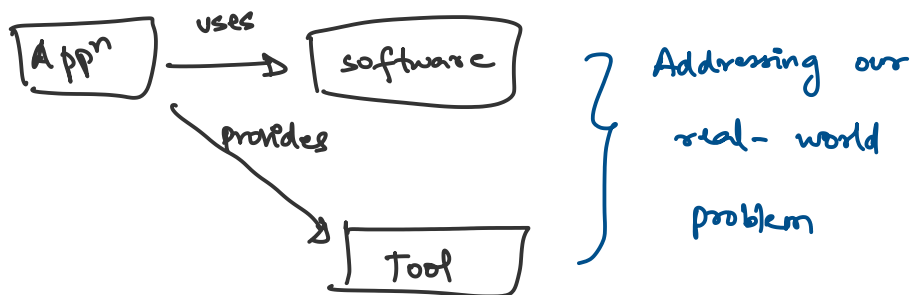 uses
Appⁿ
software
provides
Tool
Addressing our
real- world
problem